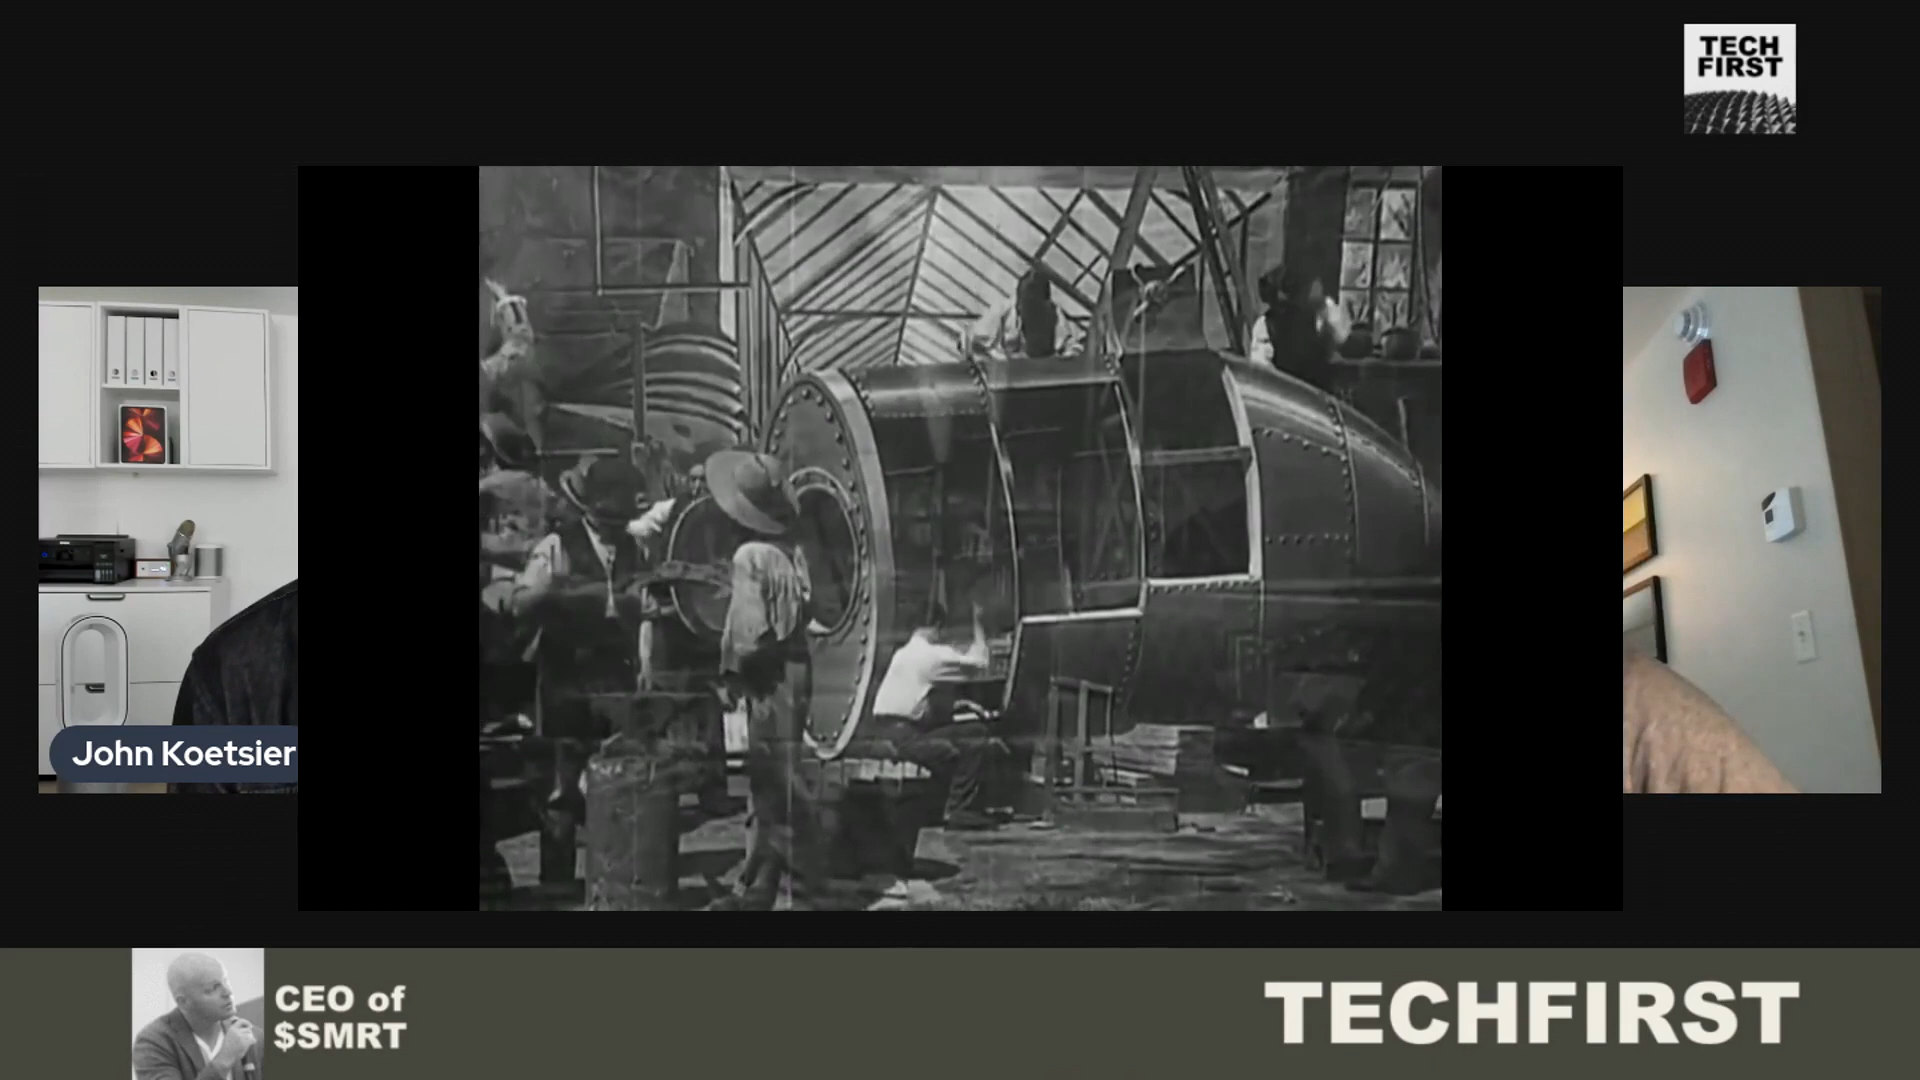 TECH
FIRST
John Koetsier
CEO of
$SMRT
TECHFIRST